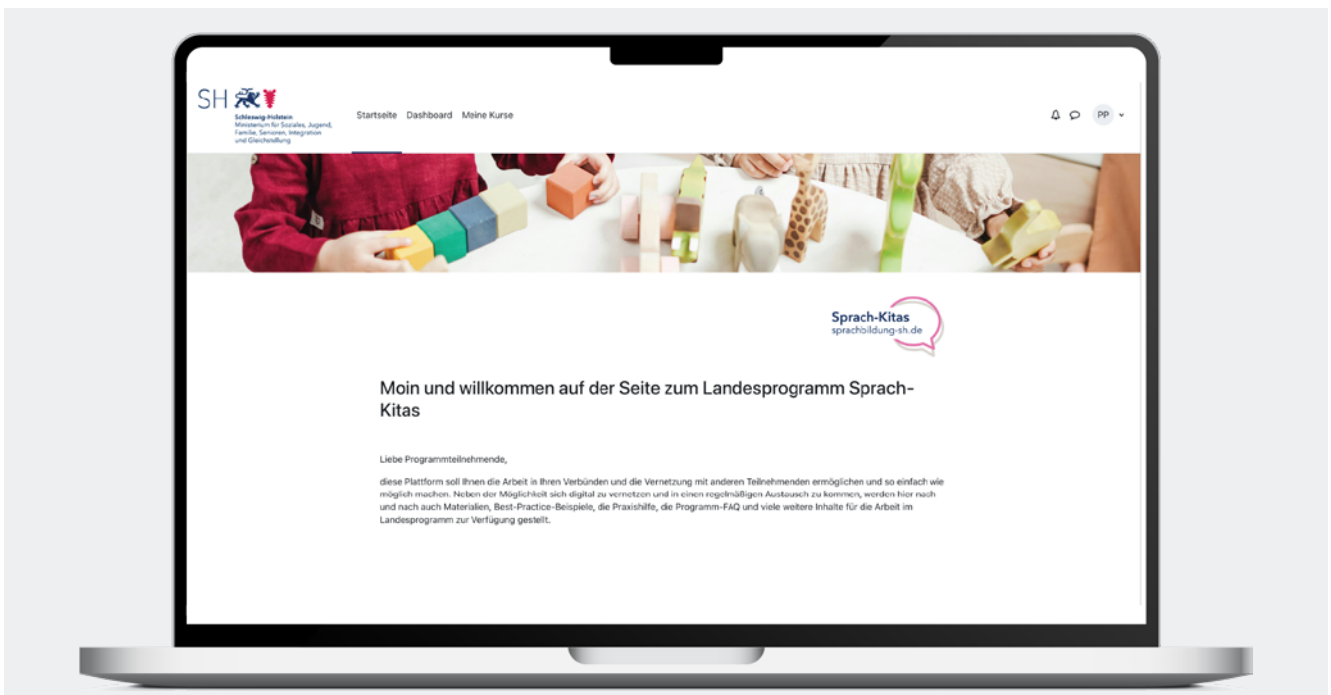 SH
Schleswig-Holstein
Ministerium für Soziales, Jugend,
Familie, Senioren, Integration
und Gleichstellung
Startseite Dashboard Meine Kurse
PP
Sprach-Kitas
sprachbildung-sh.de
Moin und willkommen auf der Seite zum Landesprogramm Sprach-
Kitas
Liebe Programmteilnehmende,
diese Plattform soll Ihnen die Arbeit in Ihren Verbünden und die Vernetzung mit anderen Teilnehmenden ermöglichen und so einfach wie
möglich machen. Neben der Möglichkeit sich digital zu vernetzen und in einen regelmäßigen Austausch zu kommen, werden hier nach
und nach auch Materialien, Best-Practice-Beispiele, die Praxishilfe, die Programm-FAQ und viele weitere Inhalte für die Arbeit im
Landesprogramm zur Verfügung gestellt.